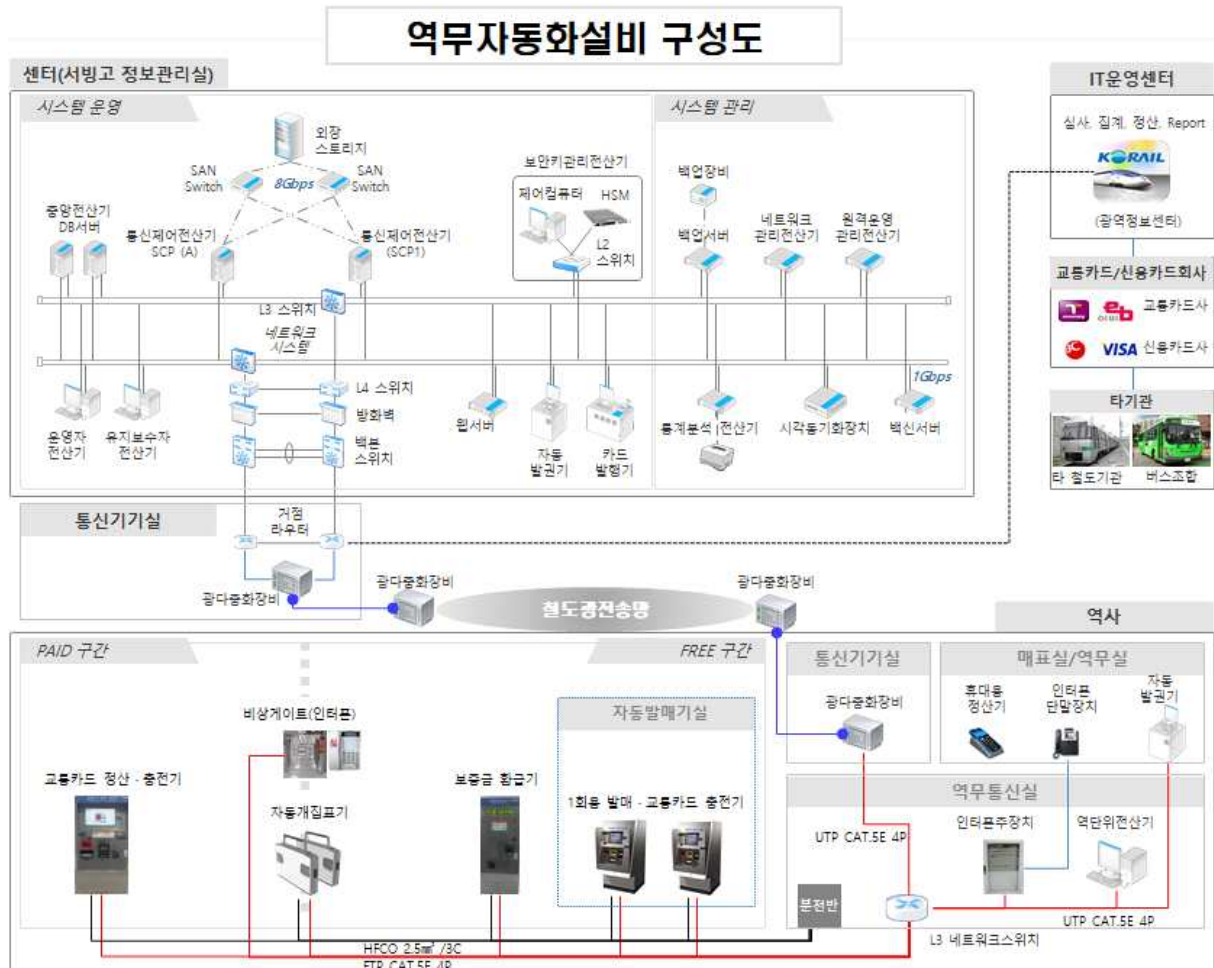 역무자동화설비 구성도
센터(서빙고 정보관리실)
시스템 운영
시스템 관리
외장
스토리지
SAN
Switch
8Gbps
SAN
Switch
중앙전산기
DB서버
통신제어전산기
SCP (A)
통신제어전산기
(SCP1)
보안키관리전산기
제어컴퓨터
HSM
L2
스위치
백업장비
백업서버
네트워크
관리전산기
원격운영
관리전산기
L3 스위치
네트워크
시스템
1Gbps
L4 스위치
방화벽
백본
스위치
운영자
전산기
유지보수자
전산기
웹서버
자동
발권기
카드
발행기
통계분석 전산기
시각동기화장치
백신서버
IT운영센터
심사, 집계, 정산, Report
KORAIL
(광역정보센터)
교통카드/신용카드회사
eb
교통카드사
VISA
신용카드사
타기관
타 철도기관
버스조합
통신기기실
거점
라우터
광다중화장비
광다중화장비
철도광전송망
광다중화장비
역사
PAID 구간
FREE 구간
비상게이트(인터폰)
교통카드 정산 - 충전기
자동개집표기
보증금 환급기
자동발매기실
1회용 발매 - 교통카드 충전기
통신기기실
광다중화장비
매표실/역무실
휴대용
정산기
인터폰
단말장치
자동
발권기
역무통신실
UTP CAT.5E 4P
인터폰주장치
역단위전산기
분전반
UTP CAT.5E 4P
L3 네트워크스위치
HFCO 2.5㎟ /3C
FTP CAT.5E 4P